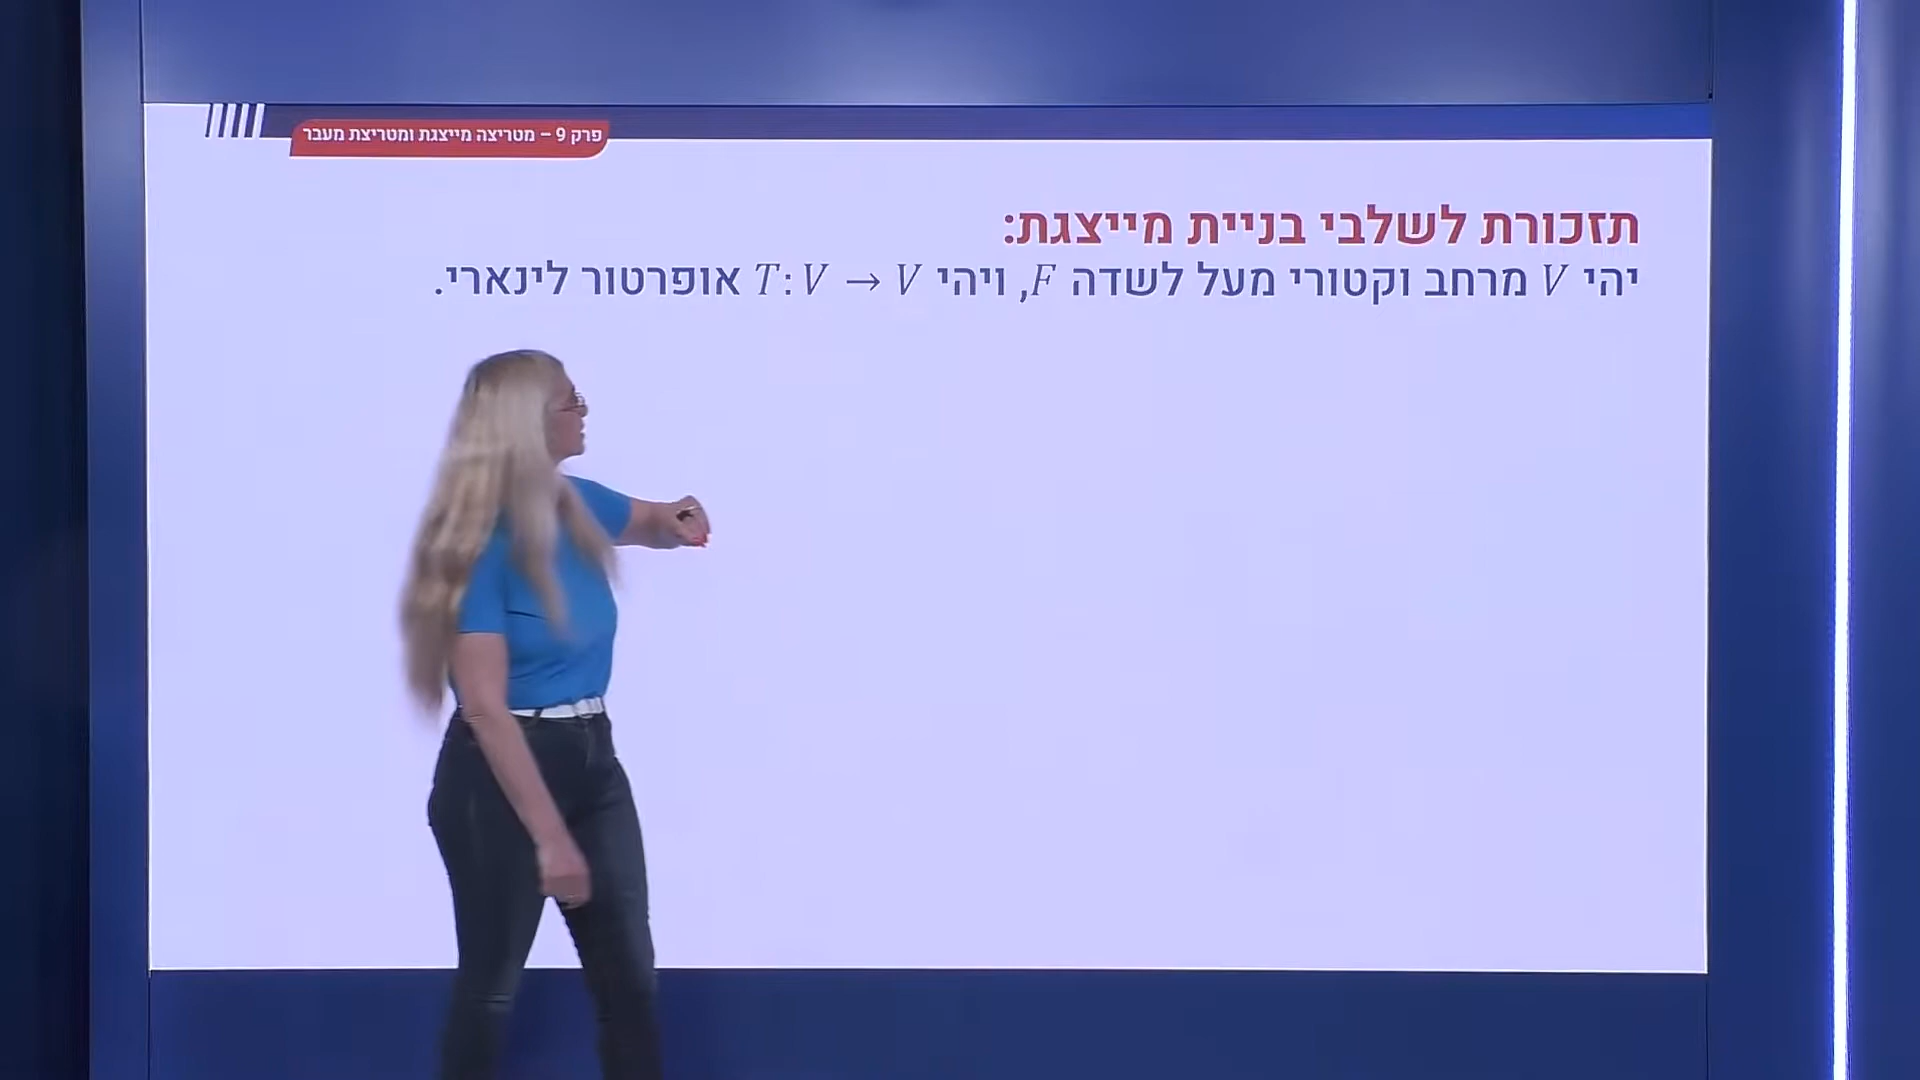 פרק 9 – מטריצה מייצגת ומטריצת מעבר
תזכורת לשלבי בניית מייצגת:
יהי V מרחב וקטורי מעל לשדה F, ויהי T: V → V אופרטור לינארי.